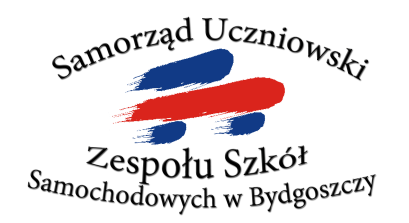 Samorząd Uczniowski
Zespołu Szkół
Samochodowych w Bydgoszczy